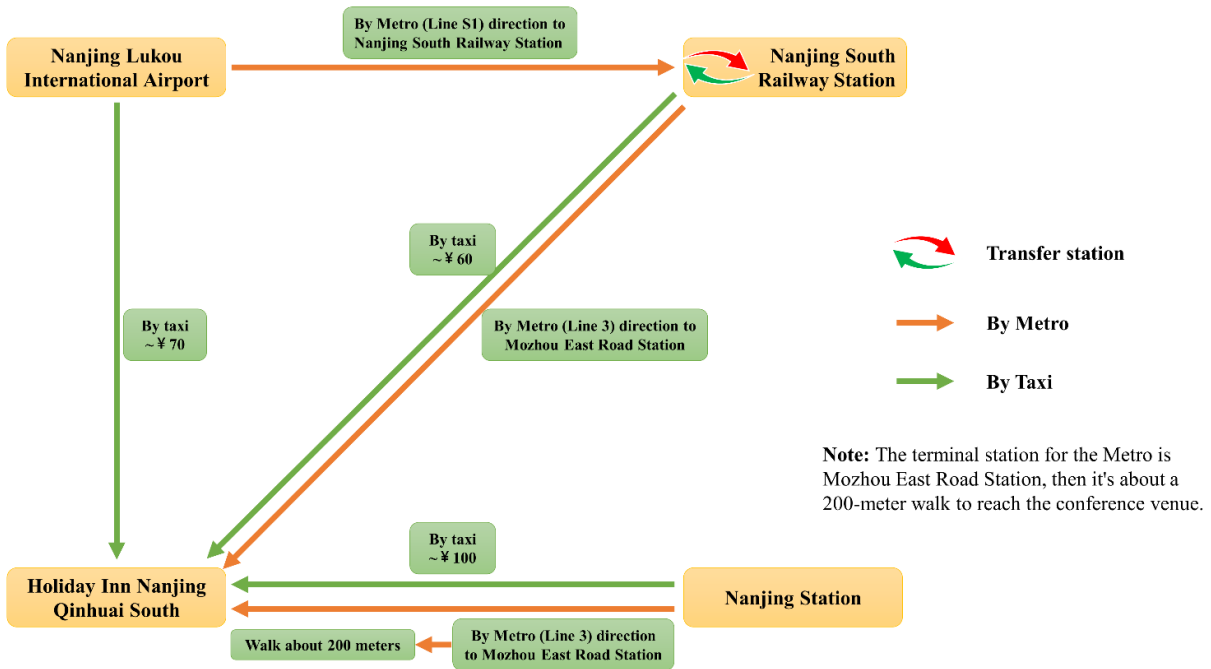 By Metro (Line S1) direction to
Nanjing South Railway Station
Nanjing Lukou
International Airport
Nanjing South
Railway Station
By taxi
~¥ 60
Transfer station
By Taxi
By Metro
By taxi
~¥ 70
By Metro (Line 3) direction to
Mozhou East Road Station
Note: The terminal station for the Metro is
Mozhou East Road Station, then it's about a
200-meter walk to reach the conference venue.
By taxi
~¥ 100
Holiday Inn Nanjing
Qinhuai South
Nanjing Station
Walk about 200 meters
By Metro (Line 3) direction
to Mozhou East Road Station